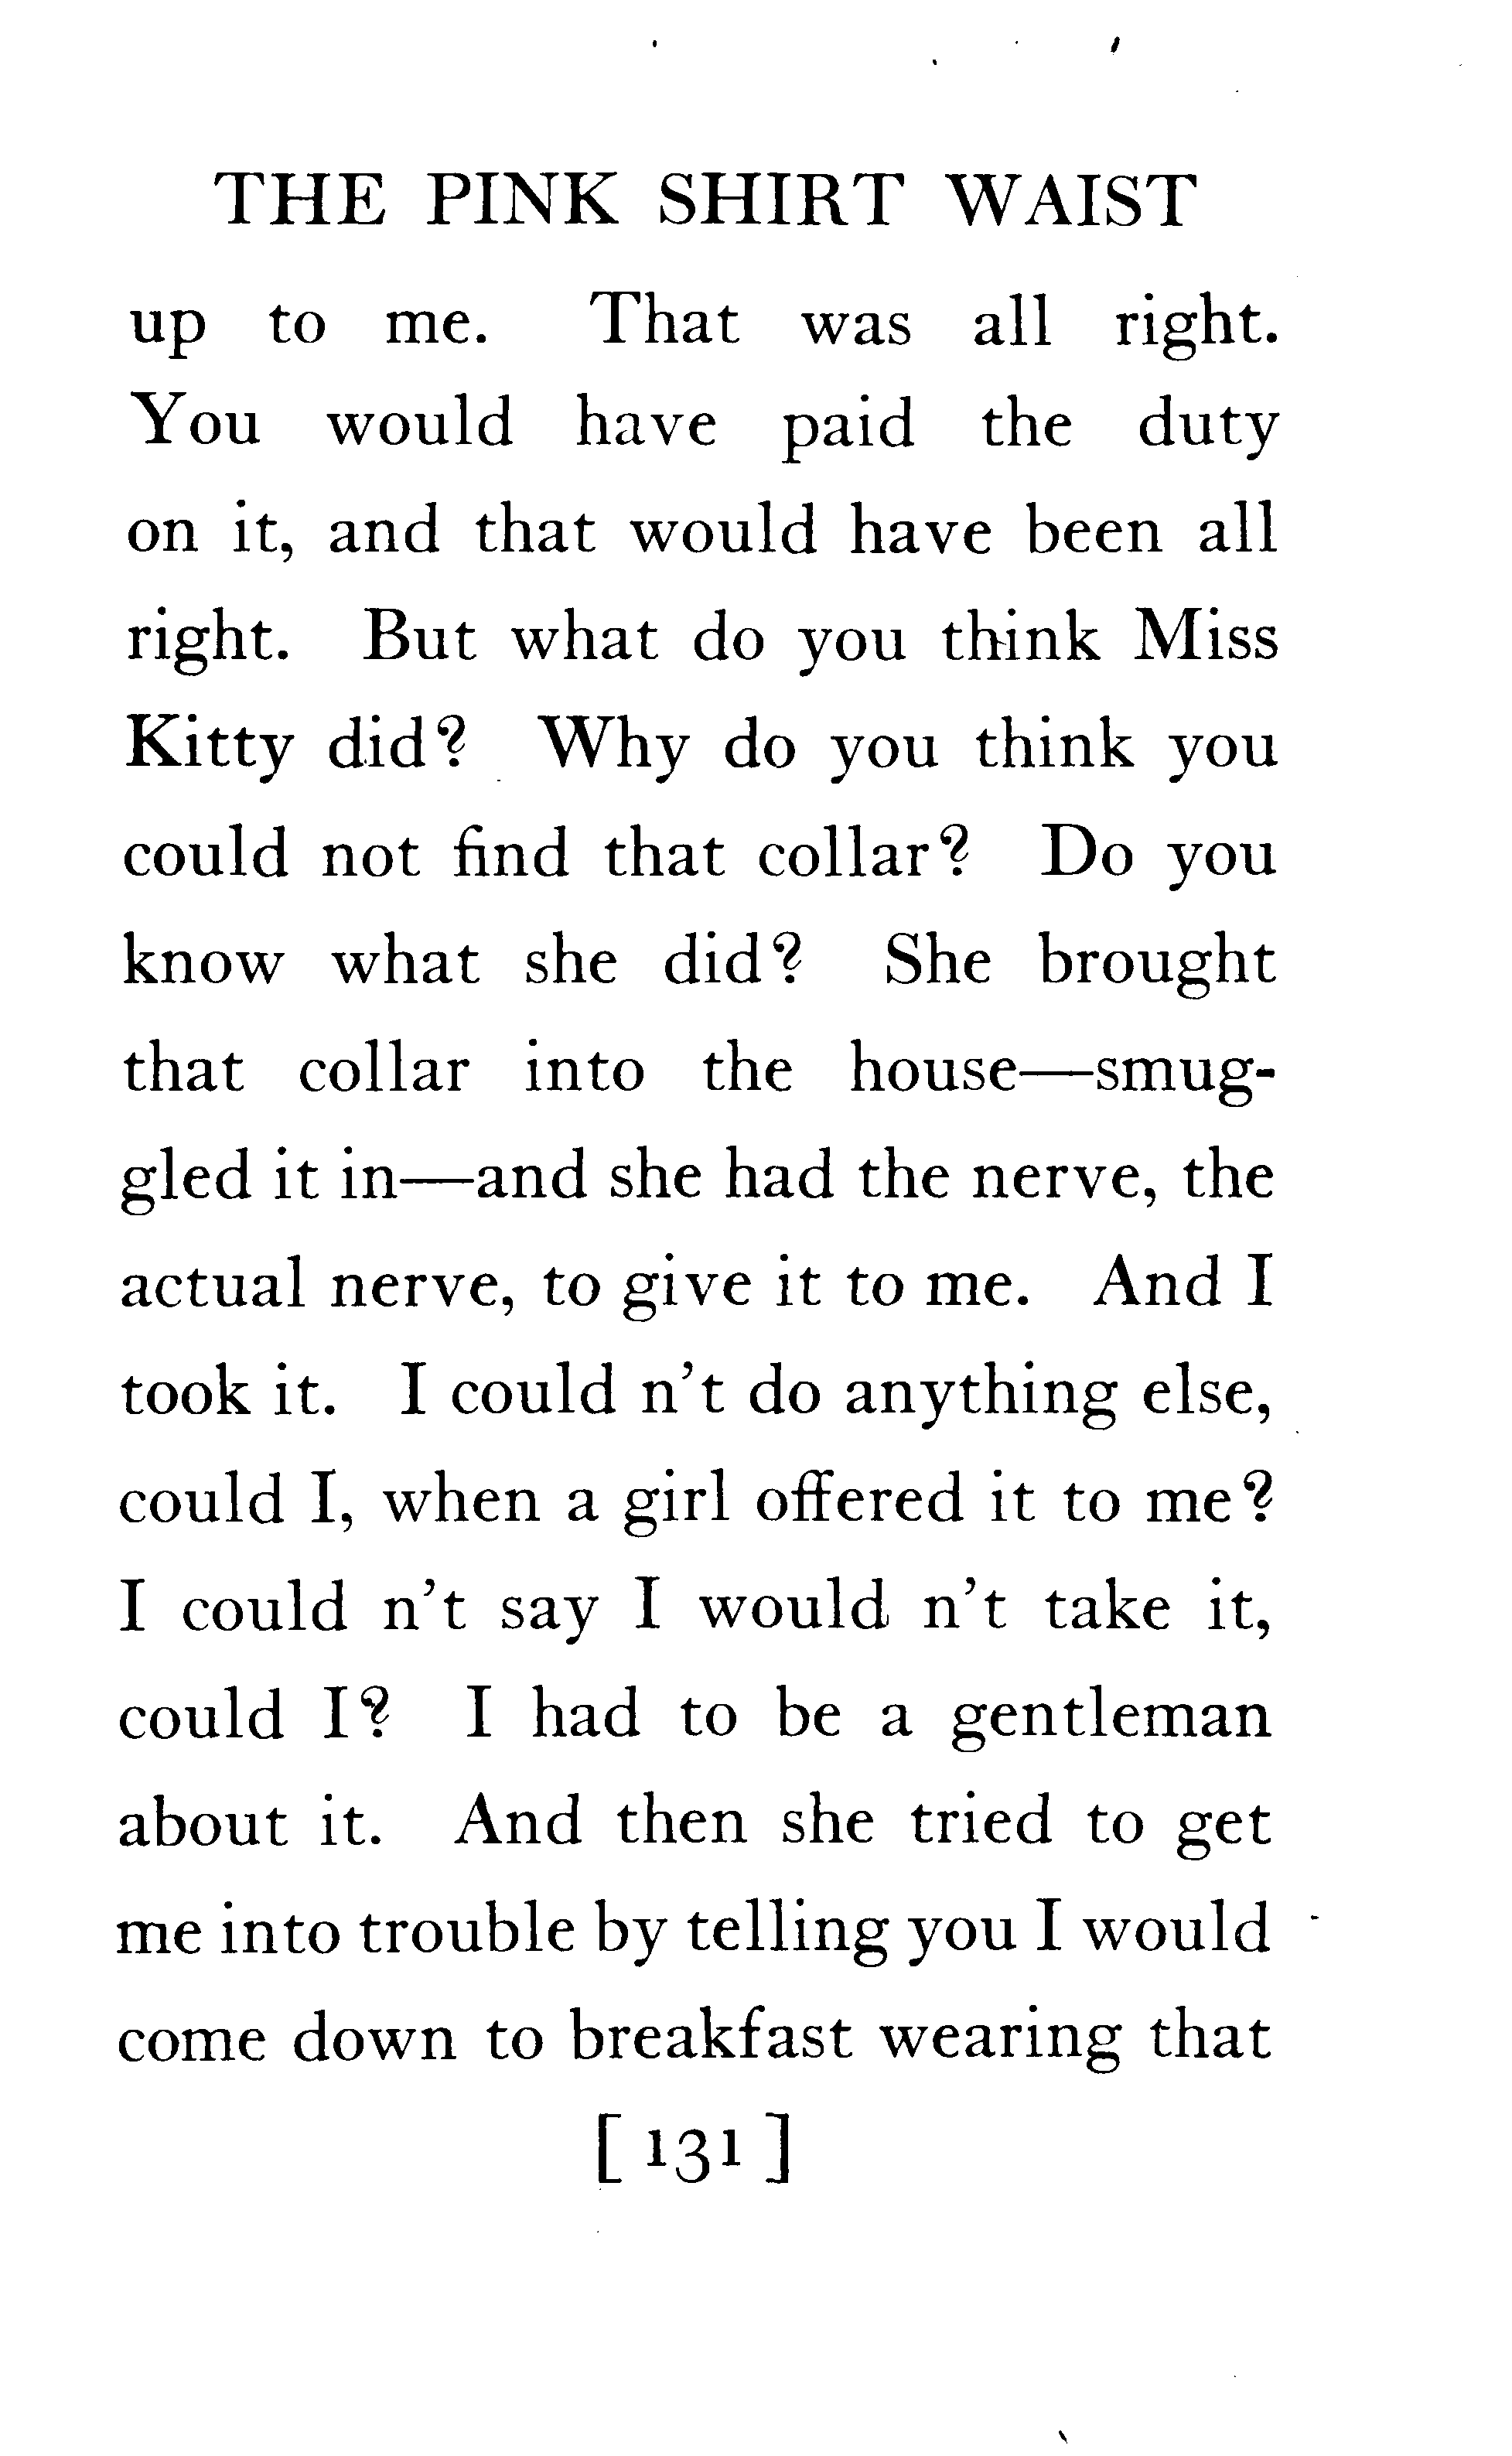 THE PINK SHIRT WAIST
up to me. That was all right.
You would have paid the duty
on it, and that would have been all
right. But what do you think Miss
Kitty did? Why do you think you
could not find that collar? Do you
know what she did? She brought
that collar into the house—smug-
gled it in—and she had the nerve, the
actual nerve, to give it to me. And I
took it. I could n't do anything else,
could I, when a girl offered it to me?
I could n't say I would n't take it,
could I? I had to be a gentleman
about it. And then she tried to get
me into trouble by telling you I would
come down to breakfast wearing that
[ 131 ]